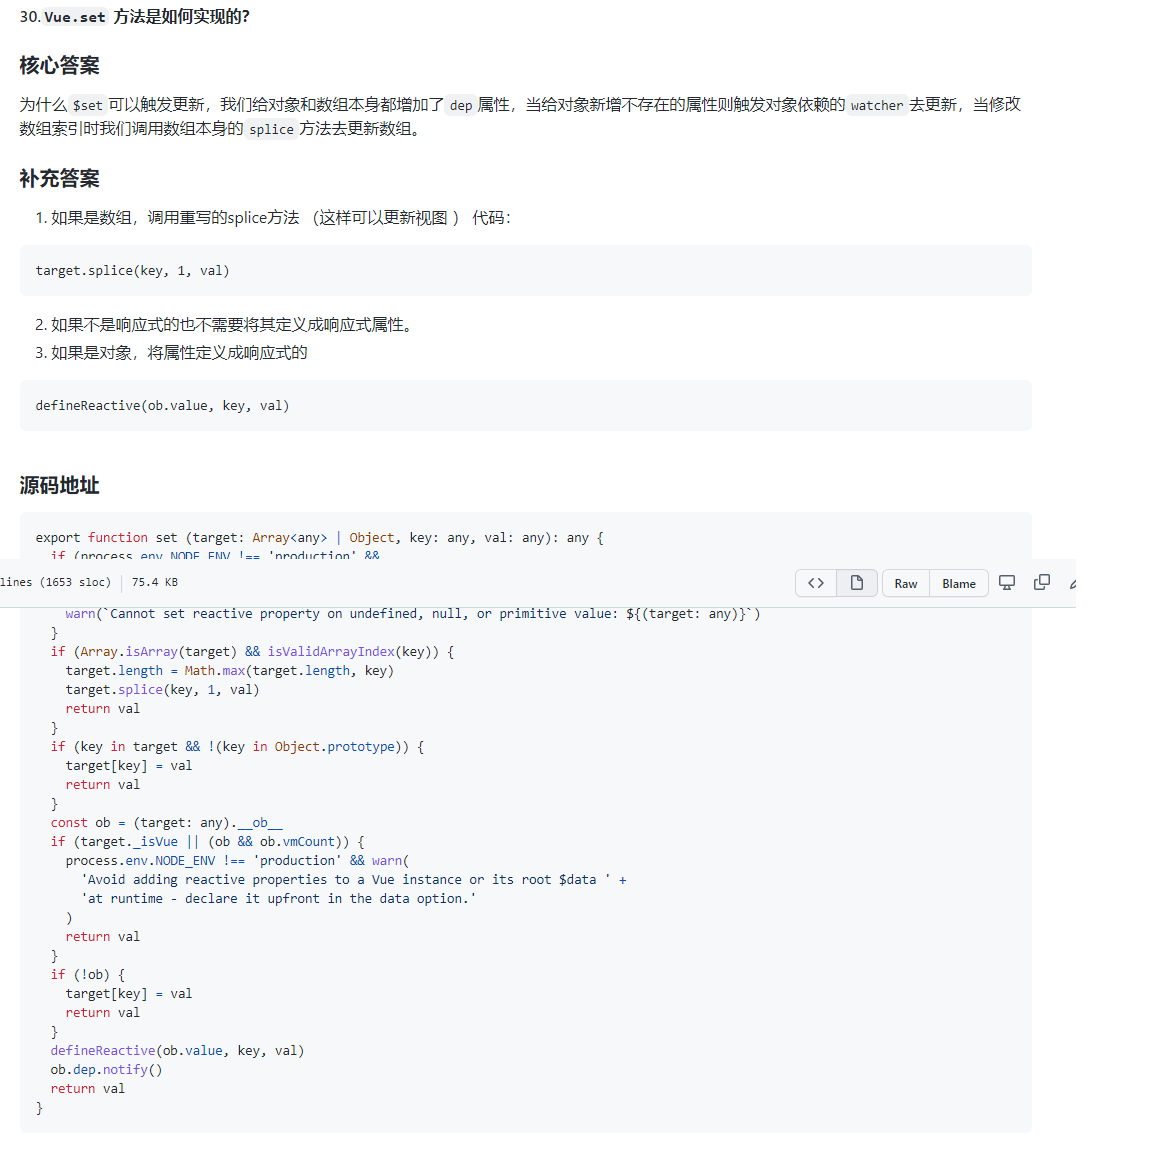 30. Vue.set 方法是如何实现的?
核心答案
为什么 $set 可以触发更新，我们给对象和数组本身都增加了 dep 属性，当给对象新增不存在的属性则触发对象依赖的 watcher 去更新，当修改
数组索引时我们调用数组本身的 splice 方法去更新数组。
补充答案
1. 如果是数组，调用重写的splice方法 （这样可以更新视图 ） 代码：
target.splice(key, 1, val)
2. 如果不是响应式的也不需要将其定义成响应式属性。
3. 如果是对象，将属性定义成响应式的
defineReactive(ob.value, key, val)
源码地址
export function set (target: Array<any> | Object, key: any, val: any): any {
if (process.env.NODE_ENV !== 'production' &&
lines (1653 sloc) 75.4 KB
Raw Blame
warn(`Cannot set reactive property on undefined, null, or primitive value: ${(target: any)}`)
}
if (Array.isArray(target) && isValidArrayIndex(key)) {
target.length = Math.max(target.length, key)
target.splice(key, 1, val)
return val
}
if (key in target && !(key in Object.prototype)) {
target[key] = val
return val
}
const ob = (target: any).__ob__
if (target._isVue || (ob && ob.vmCount)) {
process.env.NODE_ENV !== 'production' && warn(
'Avoid adding reactive properties to a Vue instance or its root $data ' +
'at runtime - declare it upfront in the data option.'
)
return val
}
if (!ob) {
target[key] = val
return val
}
defineReactive(ob.value, key, val)
ob.dep.notify()
return val
}